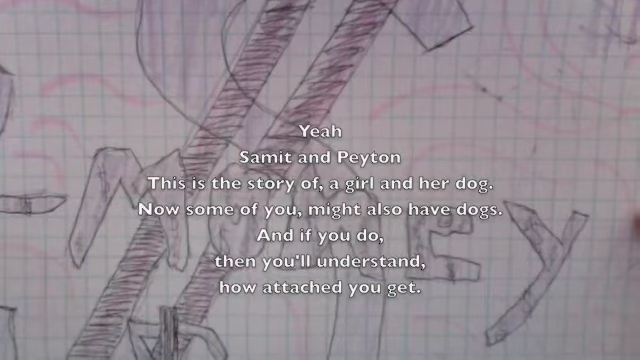 Yeah
Samit and Peyton
This is the story of, a girl and her dog.
Now some of you, might also have dogs.
And if you do,
then you'll understand,
how attached you get.